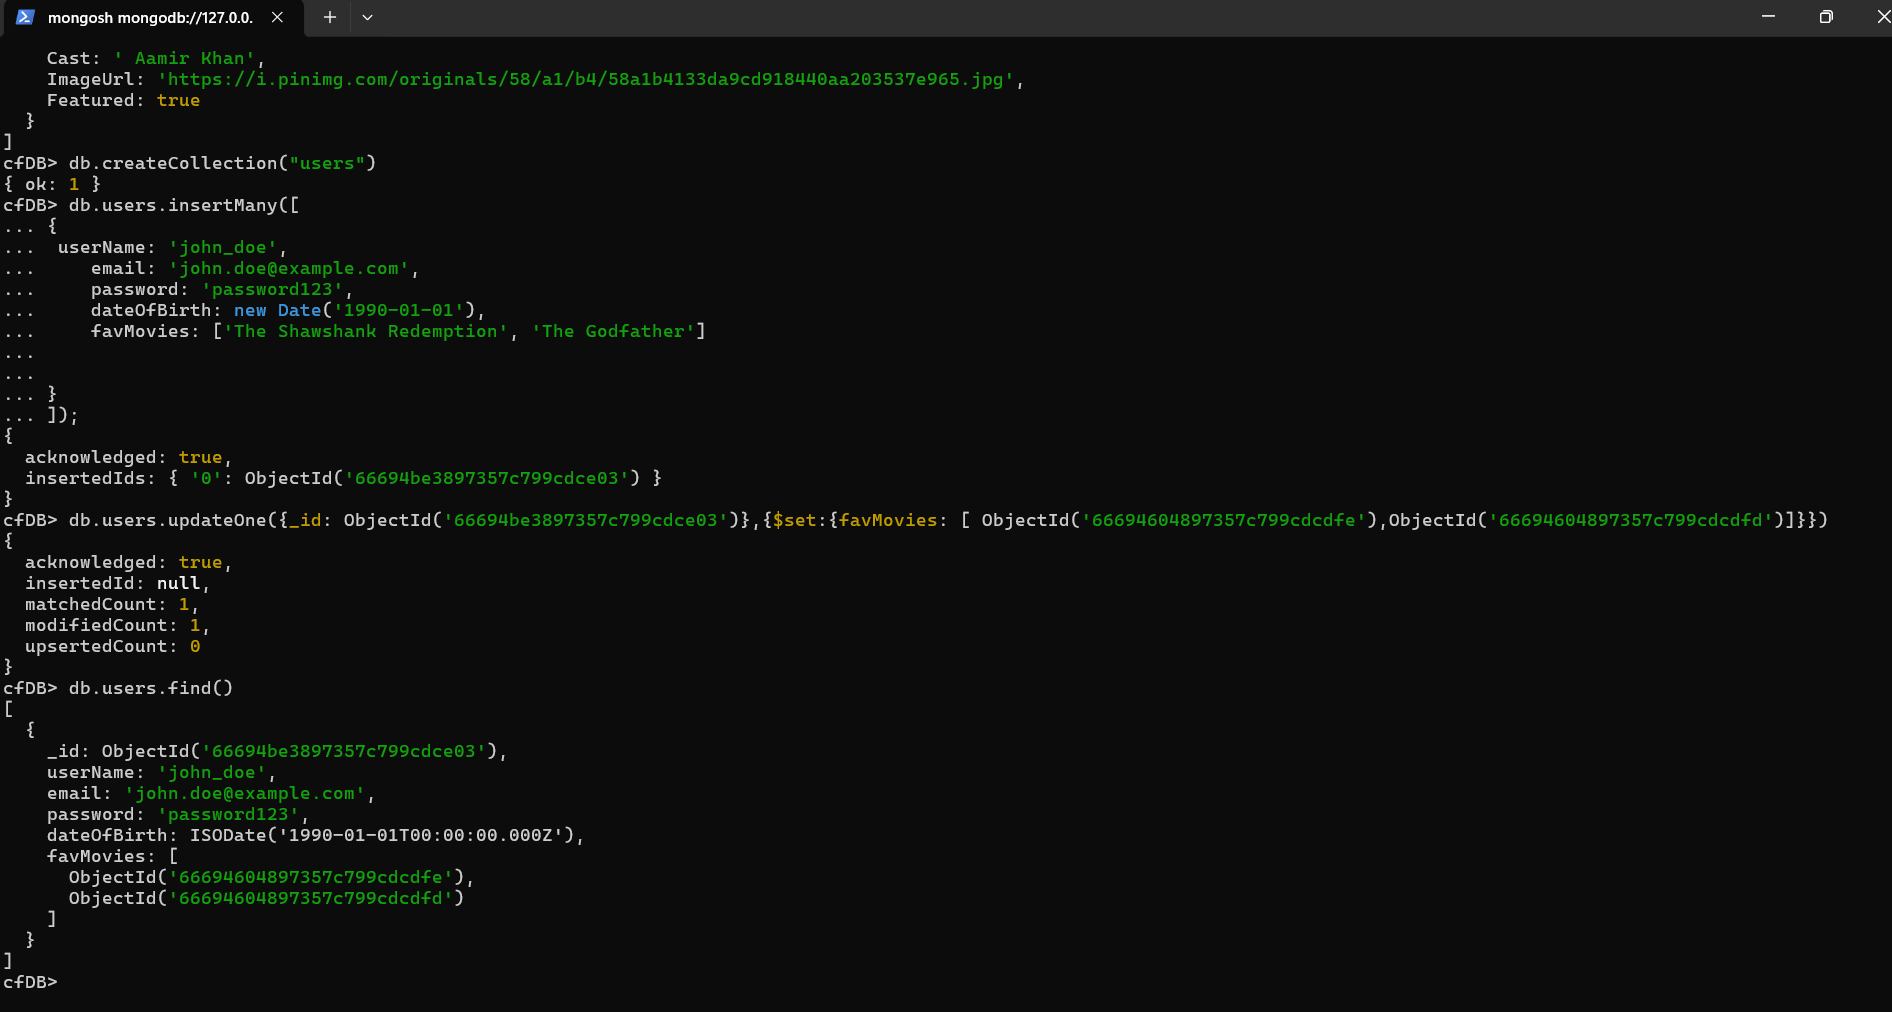 mongosh mongodb://127.0.0.
    Cast: ' Aamir Khan',
    ImageUrl: 'https://i.pinimg.com/originals/58/a1/b4/58a1b4133da9cd918440aa203537e965.jpg',
    Featured: true
  }
]
cfDB> db.createCollection("users")
{ ok: 1 }
cfDB> db.users.insertMany([
... {
...  userName: 'john_doe',
...     email: 'john.doe@example.com',
...     password: 'password123',
...     dateOfBirth: new Date('1990-01-01'),
...     favMovies: ['The Shawshank Redemption', 'The Godfather']
...
...
... }
... ]);
{
  acknowledged: true,
  insertedIds: { '0': ObjectId('66694be3897357c799cdce03') }
}
cfDB> db.users.updateOne({_id: ObjectId('66694be3897357c799cdce03')},{$set:{favMovies: [ ObjectId('66694604897357c799cdcdfe'),ObjectId('66694604897357c799cdcdfd')]}})
{
  acknowledged: true,
  insertedId: null,
  matchedCount: 1,
  modifiedCount: 1,
  upsertedCount: 0
}
cfDB> db.users.find()
[
  {
    _id: ObjectId('66694be3897357c799cdce03'),
    userName: 'john_doe',
    email: 'john.doe@example.com',
    password: 'password123',
    dateOfBirth: ISODate('1990-01-01T00:00:00.000Z'),
    favMovies: [
      ObjectId('66694604897357c799cdcdfe'),
      ObjectId('66694604897357c799cdcdfd')
    ]
  }
]
cfDB>